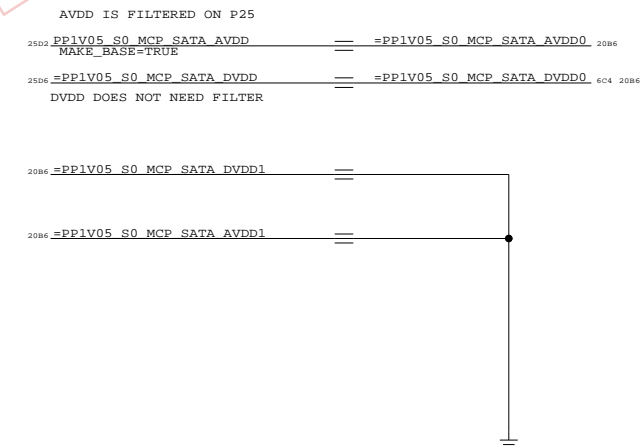 AVDD IS FILTERED ON P25
25D2 PP1V05_S0_MCP_SATA_AVDD =PP1V05_S0_MCP_SATA_AVDD0 20B6
MAKE_BASE=TRUE
25D6 =PP1V05_S0_MCP_SATA_DVDD =PP1V05_S0_MCP_SATA_DVDD0 6C4 20B6
DVDD DOES NOT NEED FILTER
20B6 =PP1V05_S0_MCP_SATA_DVDD1
20B6 =PP1V05_S0_MCP_SATA_AVDD1